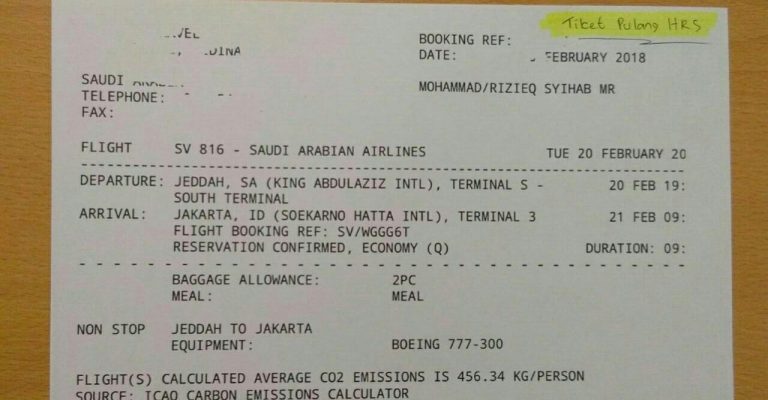 Tiket Pulang HRS
BOOKING REF:
DATE: FEBRUARY 2018
SAUDI
TELEPHONE:
FAX:
MOHAMMAD/RIZIEQ SYIHAB MR
FLIGHT SV 816 - SAUDI ARABIAN AIRLINES TUE 20 FEBRUARY 20
DEPARTURE: JEDDAH, SA (KING ABDULAZIZ INTL), TERMINAL S - 20 FEB 19:
SOUTH TERMINAL
ARRIVAL: JAKARTA, ID (SOEKARNO HATTA INTL), TERMINAL 3 21 FEB 09:
FLIGHT BOOKING REF: SV/WGGG6T
RESERVATION CONFIRMED, ECONOMY (Q) DURATION: 09:
BAGGAGE ALLOWANCE: 2PC
MEAL: MEAL
NON STOP JEDDAH TO JAKARTA
EQUIPMENT: BOEING 777-300
FLIGHT(S) CALCULATED AVERAGE CO2 EMISSIONS IS 456.34 KG/PERSON
SOURCE: ICAO CARBON EMISSIONS CALCULATOR